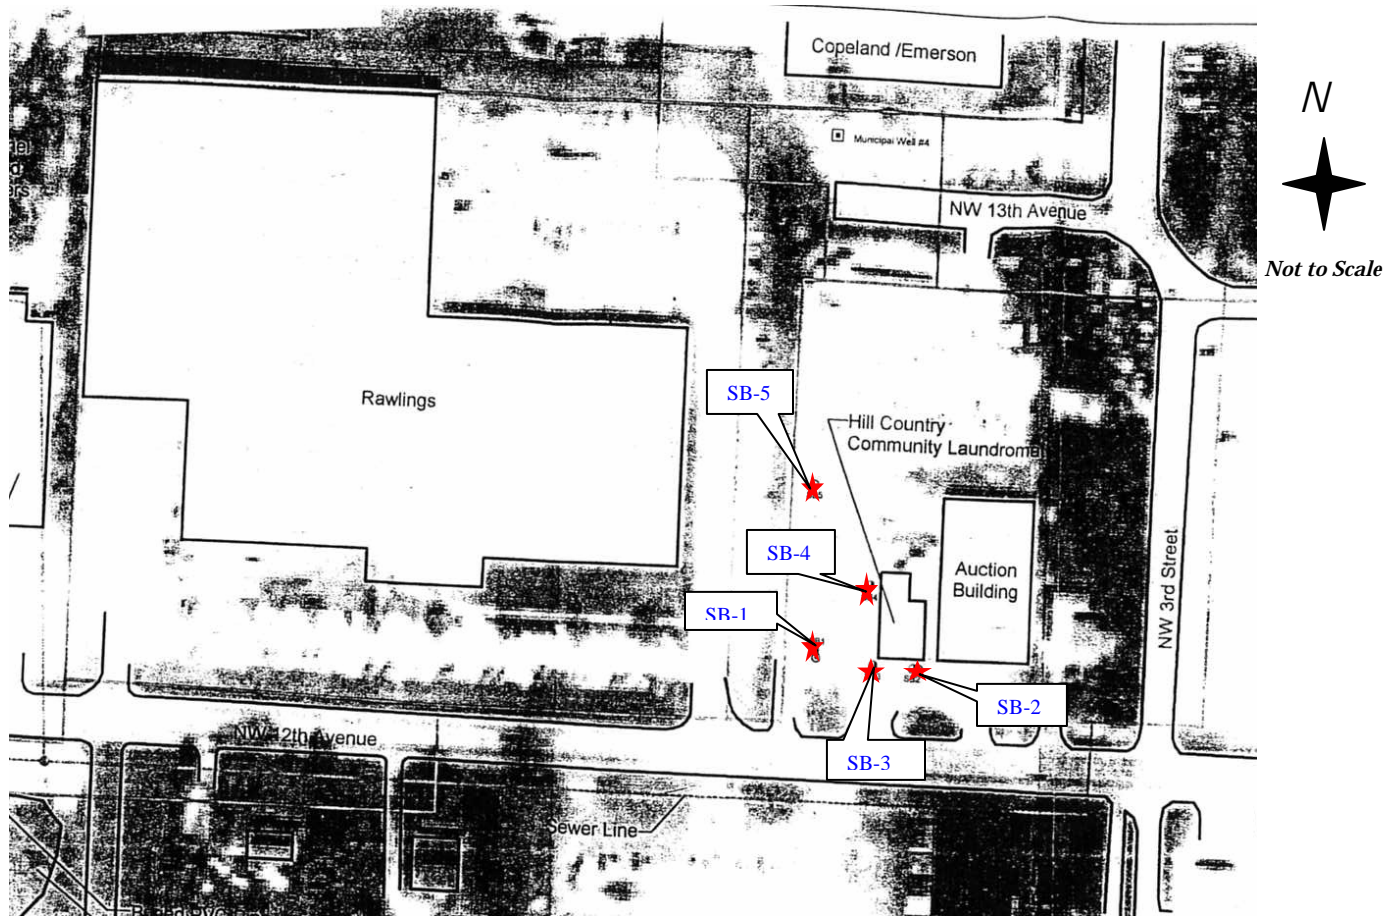 Copeland /Emerson
N
Municipal Well #4
NW 13th Avenue
Not to Scale
SB-5
Rawlings
Hill Country
Community Laundromat
SB-4
Auction
Building
SB-1
NW 3rd Street
SB-2
SB2
SB-3
NW 12th Avenue
Sewer Line